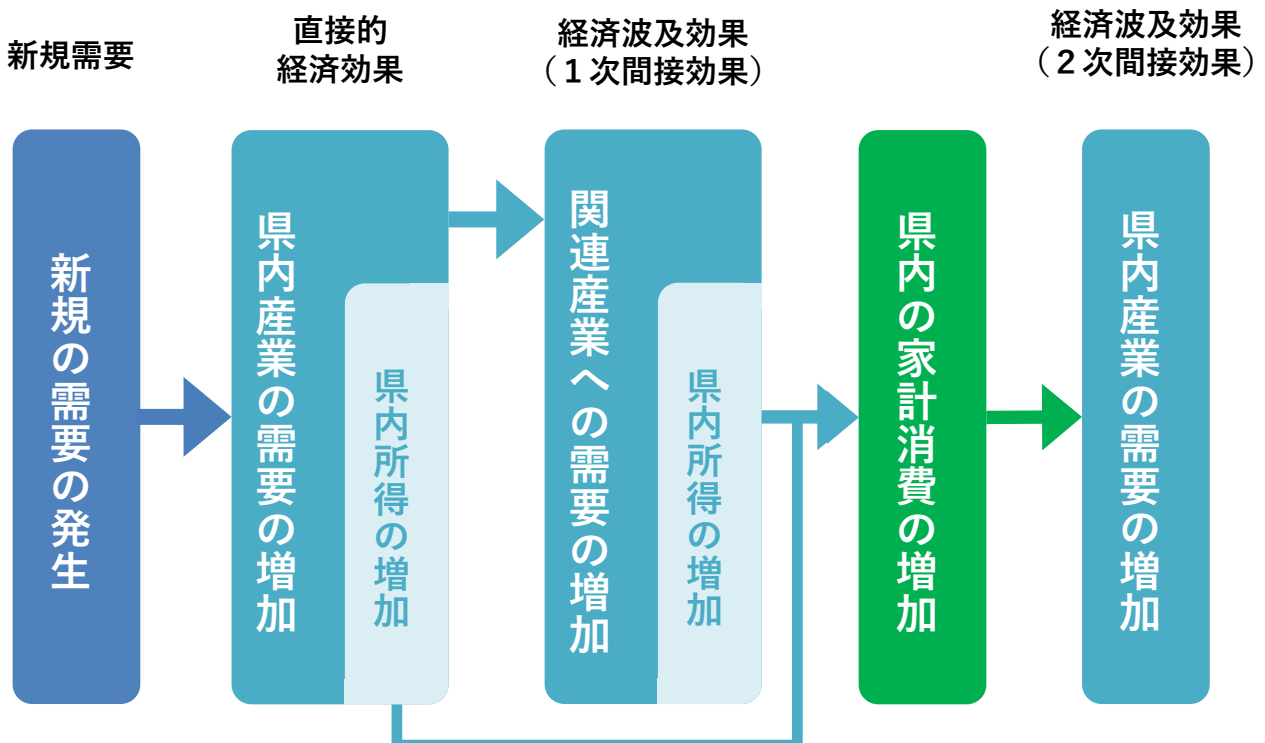 新規需要
直接的
経済効果
経済波及効果
（１次間接効果）
経済波及効果
（２次間接効果）
新規の需要の発生
県内産業の需要の増加
県内所得の増加
関連産業への需要の増加
県内所得の増加
県内の家計消費の増加
県内産業の需要の増加